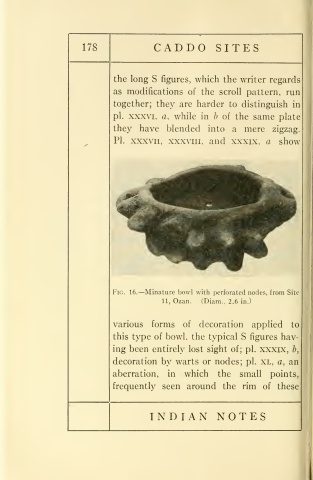 178
CADDO SITES
the long S figures, which the writer regards
as modifications of the scroll pattern, run
together; they are harder to distinguish in
pl. XXXVI, a, while in b of the same plate
they have blended into a mere zigzag.
Pl. XXXVII, XXXVIII, and XXXIX, a show
FIG. 16.—Minature bowl with perforated nodes, from Site
11, Ozan. (Diam., 2.6 in.)
various forms of decoration applied to
this type of bowl, the typical S figures hav-
ing been entirely lost sight of; pl. XXXIX, b,
decoration by warts or nodes; pl. XL, a, an
aberration, in which the small points,
frequently seen around the rim of these
INDIAN NOTES